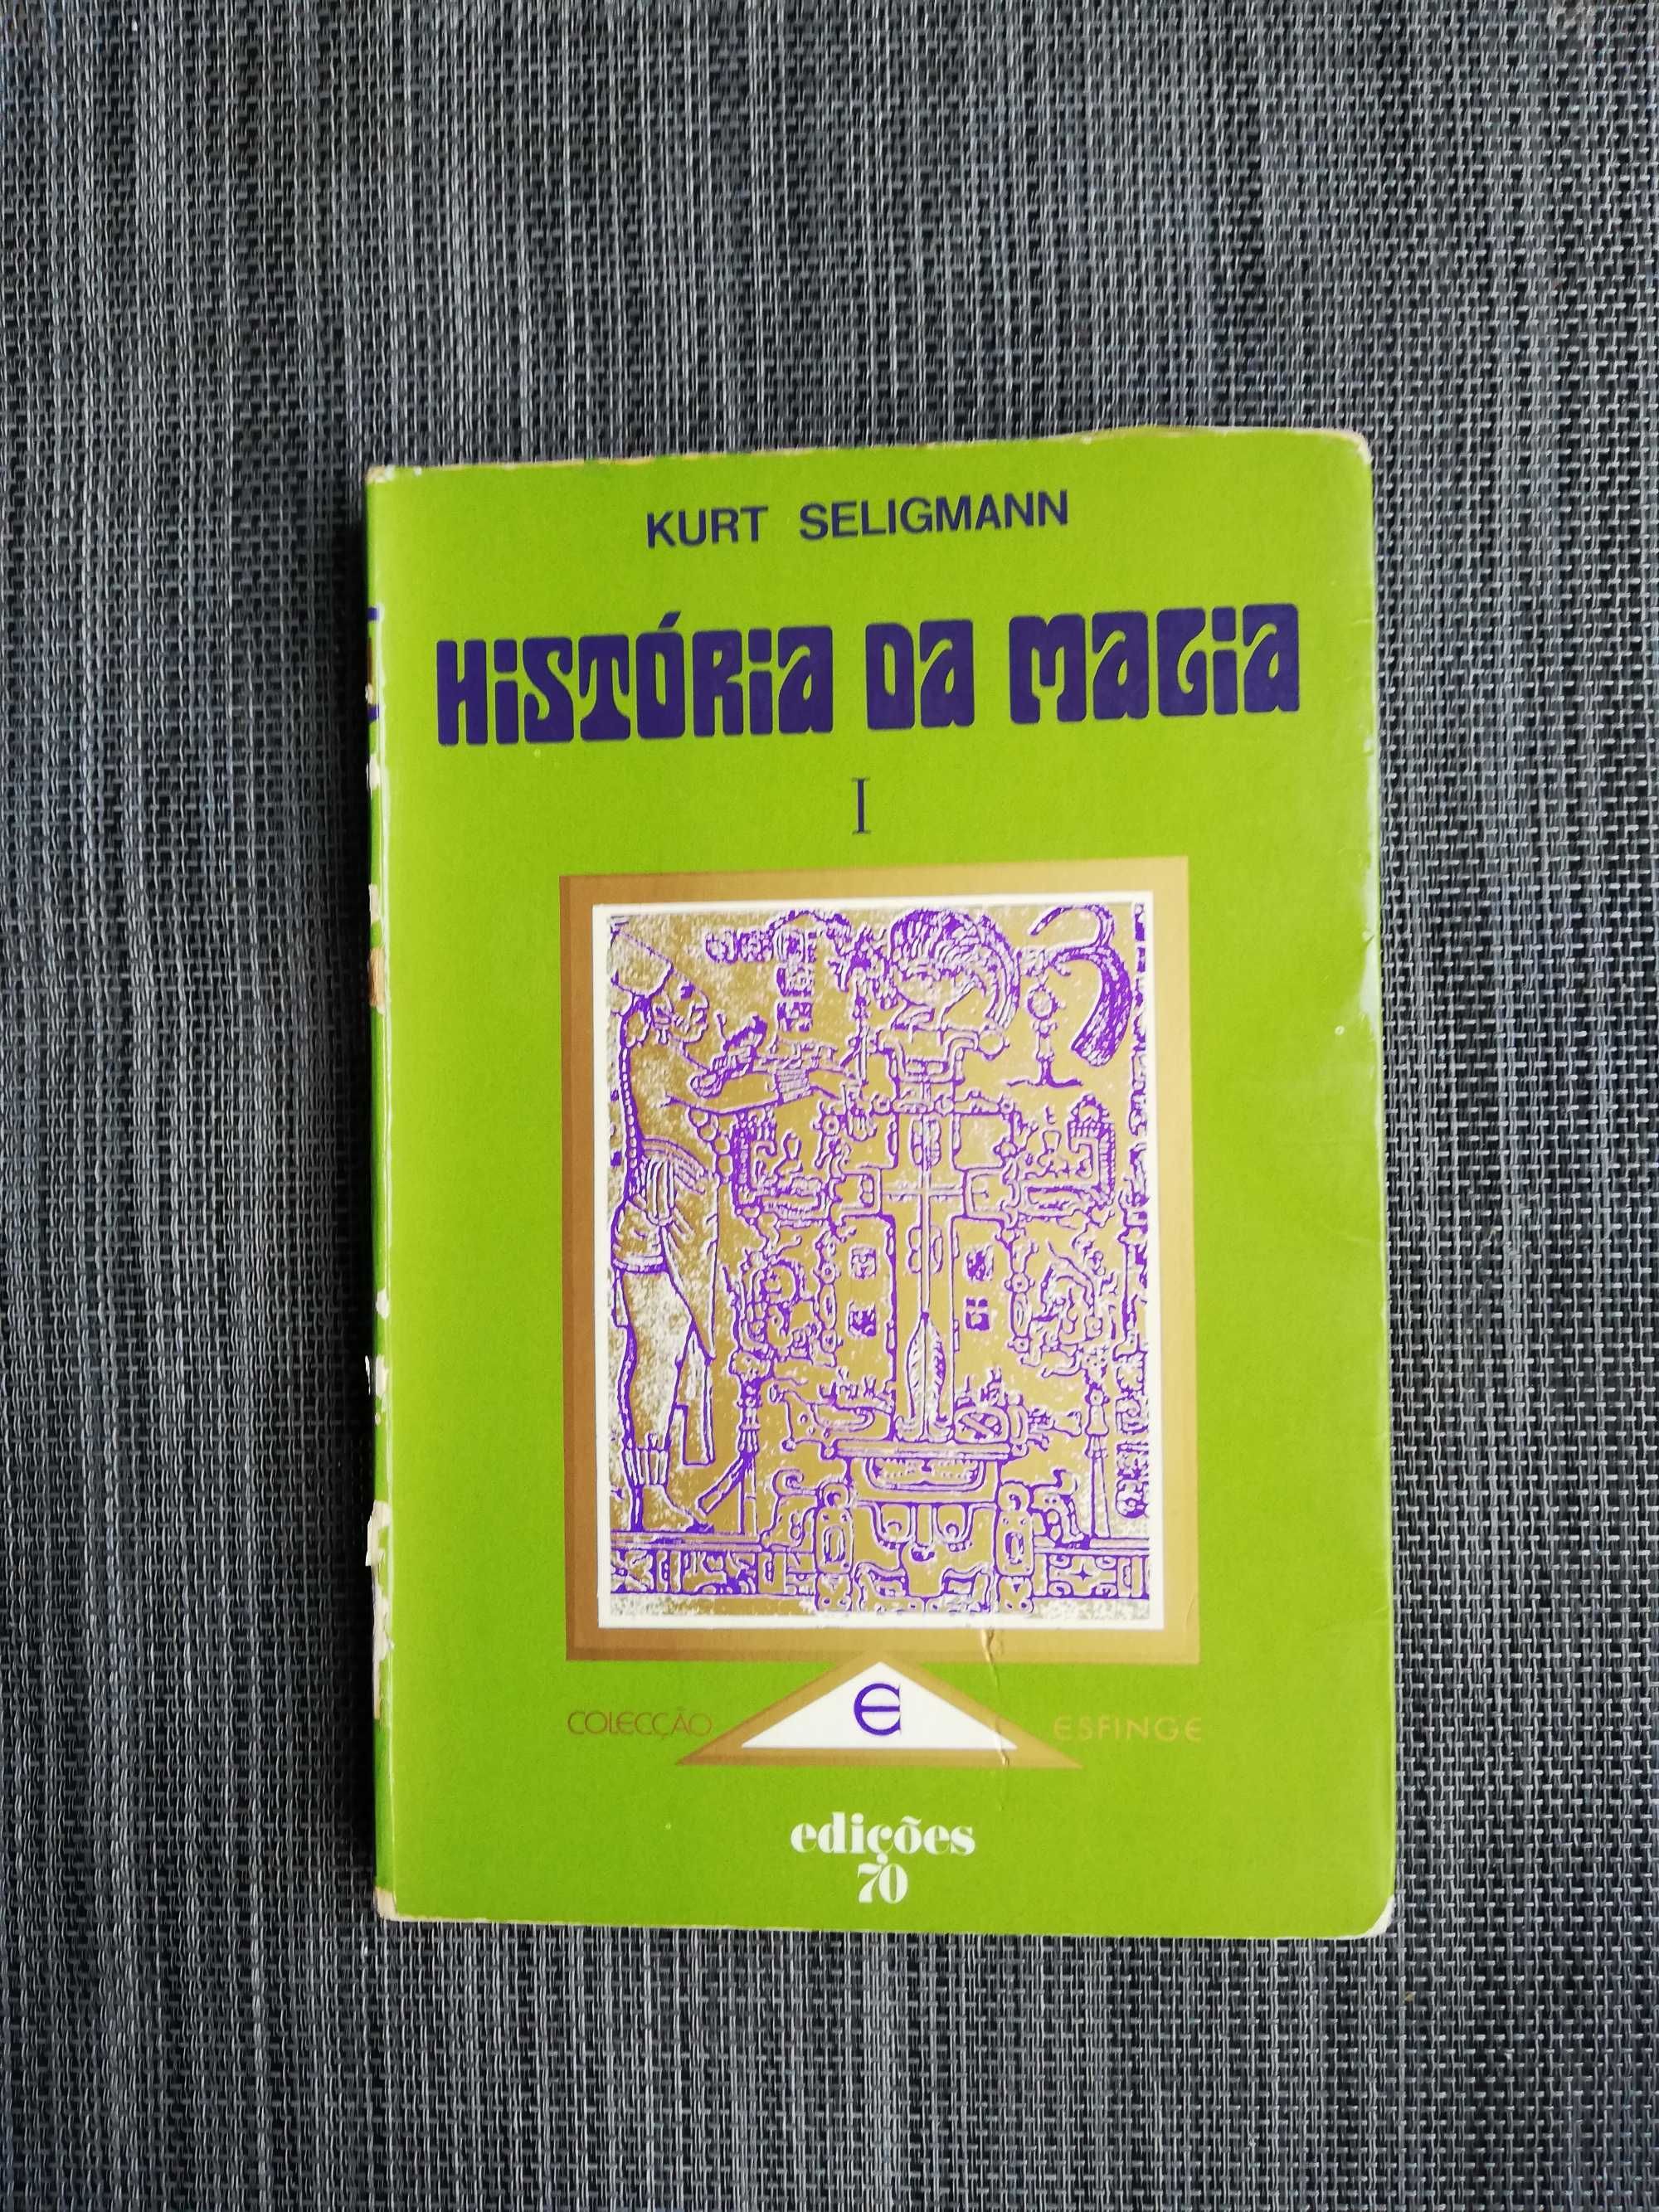 KURT SELIGMANN
HISTÓRIA DA MAGIA
I
COLECÇÃO E ESFINGE
edições
70